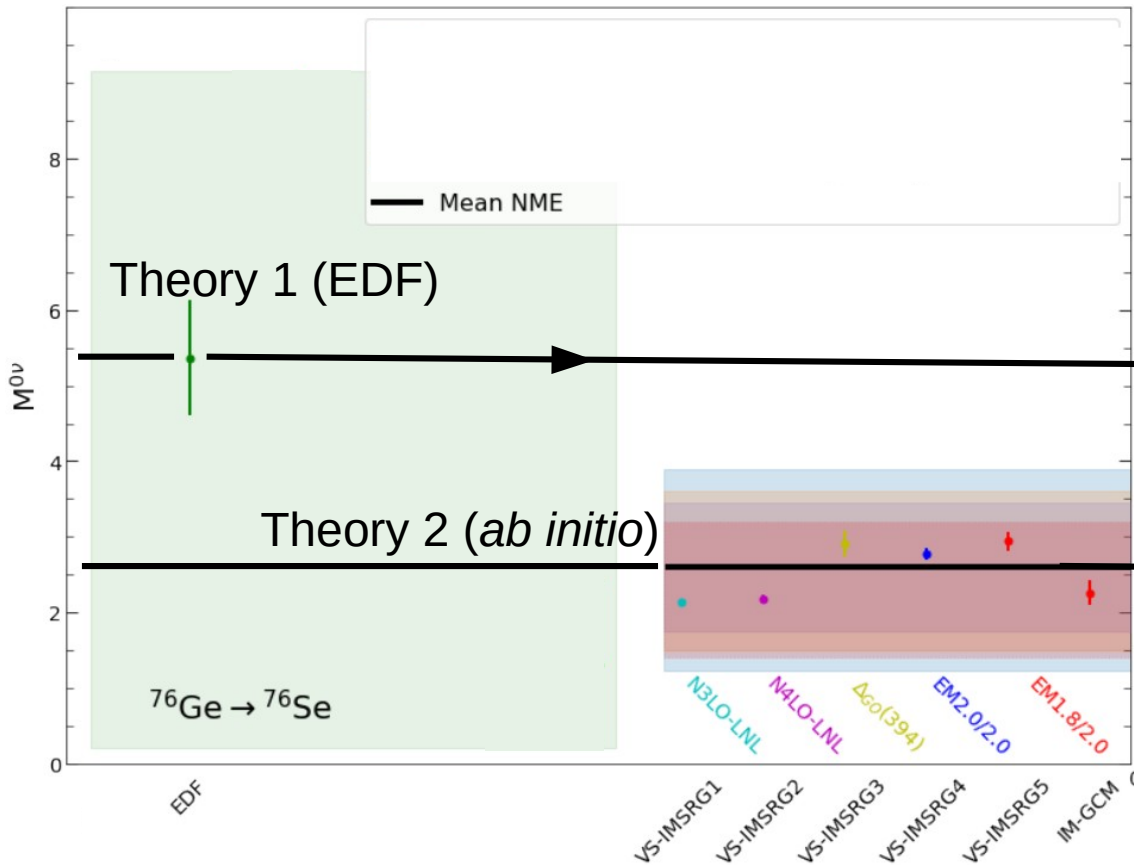 8
6
4
2
0
M⁰ᵛ
Mean NME
Theory 1 (EDF)
Theory 2 (ab initio)
⁷⁶Ge → ⁷⁶Se
N3LO-LNL
N4LO-LNL
Δ_GO(394)
EM2.0/2.0
EM1.8/2.0
EDF
VS-IMSRG1
VS-IMSRG2
VS-IMSRG3
VS-IMSRG4
VS-IMSRG5
IM-GCM